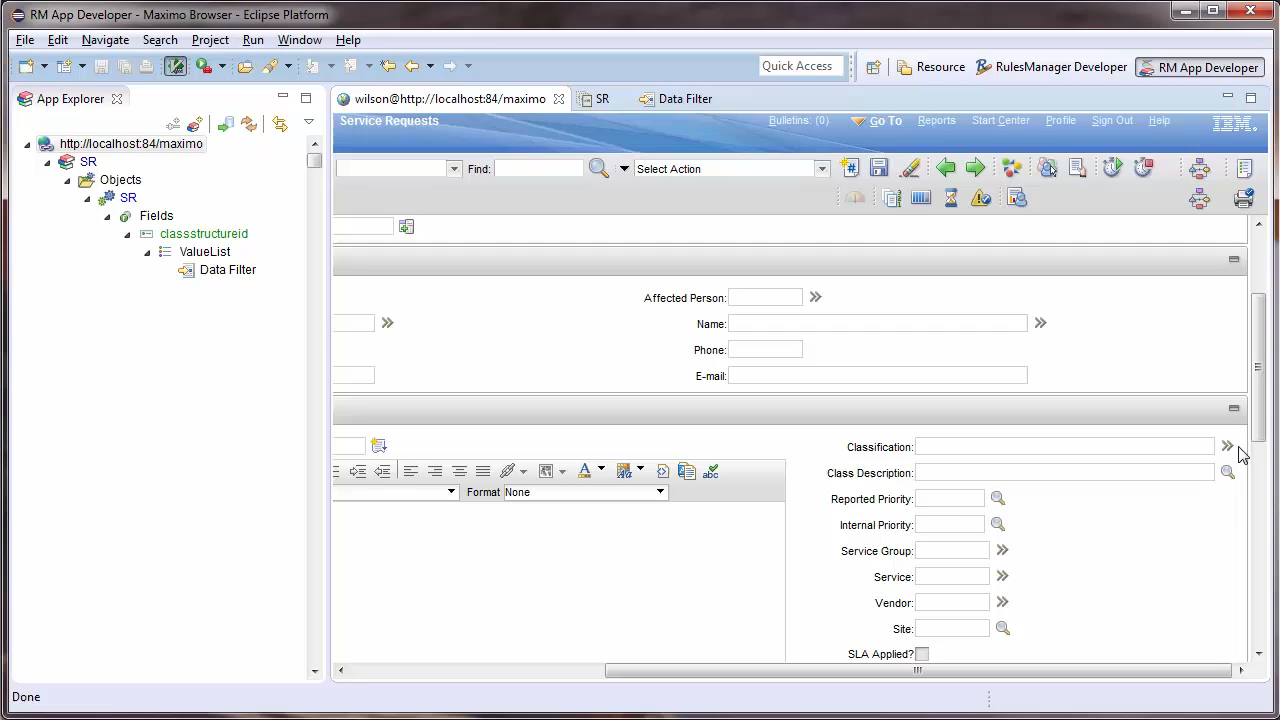 RM App Developer - Maximo Browser - Eclipse Platform
File Edit Navigate Search Project Run Window Help
Quick Access Resource RulesManager Developer RM App Developer
App Explorer
http://localhost:84/maximo
SR
Objects
SR
Fields
classstructureid
ValueList
Data Filter
wilson@http://localhost:84/maximo SR Data Filter
Service Requests Bulletins: (0) Go To Reports Start Center Profile Sign Out Help IBM.
Find: Select Action
Affected Person:
Name:
Phone:
E-mail:
Classification:
Class Description:
abc
Format None
Reported Priority:
Internal Priority:
Service Group:
Service:
Vendor:
Site:
SLA Applied?
Done